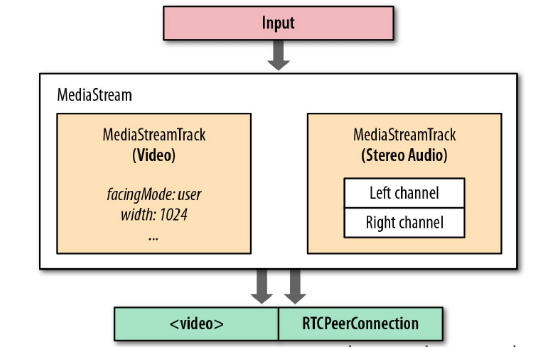 Input
MediaStream
MediaStreamTrack
(Video)
facingMode: user
width: 1024
...
MediaStreamTrack
(Stereo Audio)
Left channel
Right channel
<video>
RTCPeerConnection